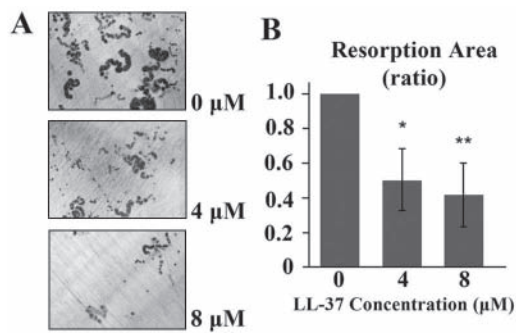 A
0 μM
4 μM
8 μM
B
Resorption Area
(ratio)
1.0
0.8
0.6
0.4
0.2
0
*
**
0 4 8
LL-37 Concentration (μM)